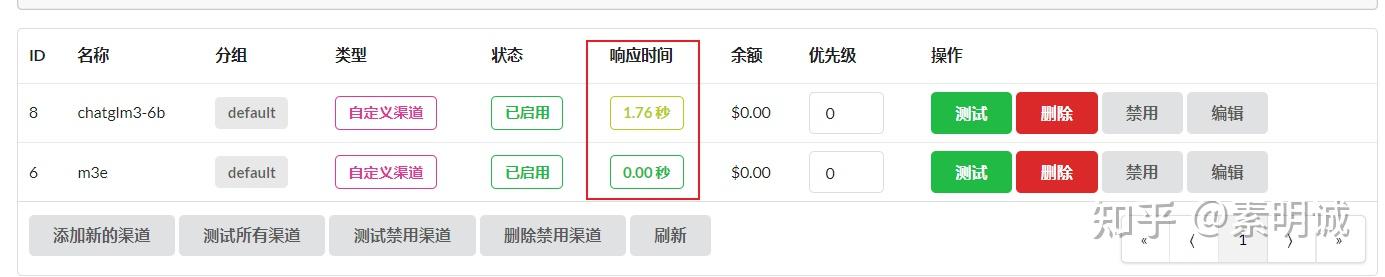 ID 名称 分组 类型 状态 响应时间 余额 优先级 操作
8 chatglm3-6b default 自定义渠道 已启用 1.76 秒 $0.00 0 测试 删除 禁用 编辑
6 m3e default 自定义渠道 已启用 0.00 秒 $0.00 0 测试 删除 禁用 编辑
添加新的渠道 测试所有渠道 测试禁用渠道 删除禁用渠道 刷新 « ⟨ 1 ⟩ »
知乎 @素明诚